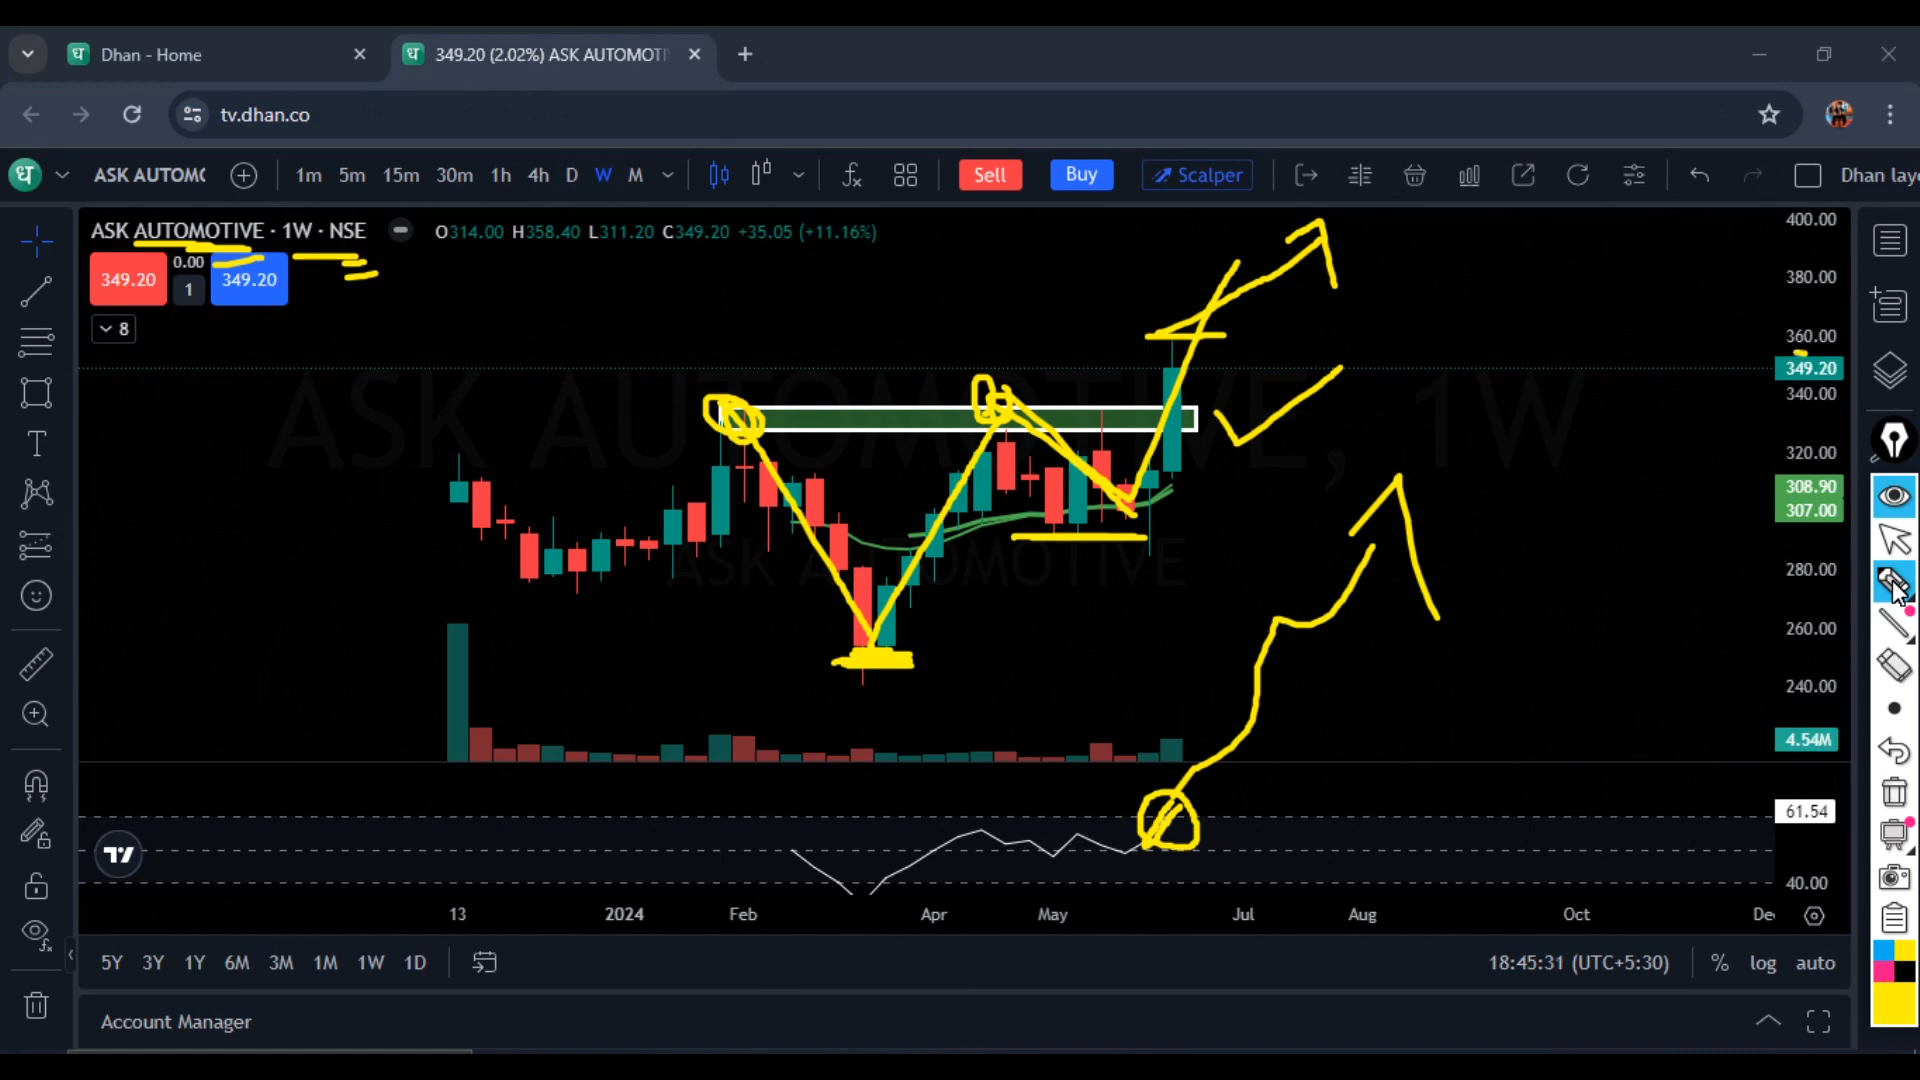 Dhan - Home
349.20 (2.02%) ASK AUTOMOTI
tv.dhan.co
ध
ASK AUTOMO
1m 5m 15m 30m 1h 4h D W M
Sell
Buy
Scalper
Dhan layo
ASK AUTOMOTIVE · 1W · NSE
O314.00 H358.40 L311.20 C349.20 +35.05 (+11.16%)
349.20
0.00
1
349.20
8
ASK AUTOMOTIVE, 1W
ASK AUTOMOTIVE
400.00
380.00
360.00
349.20
340.00
320.00
308.90
307.00
280.00
260.00
240.00
4.54M
61.54
40.00
13 2024 Feb Apr May Jul Aug Oct De
5Y 3Y 1Y 6M 3M 1M 1W 1D
18:45:31 (UTC+5:30)
% log auto
Account Manager